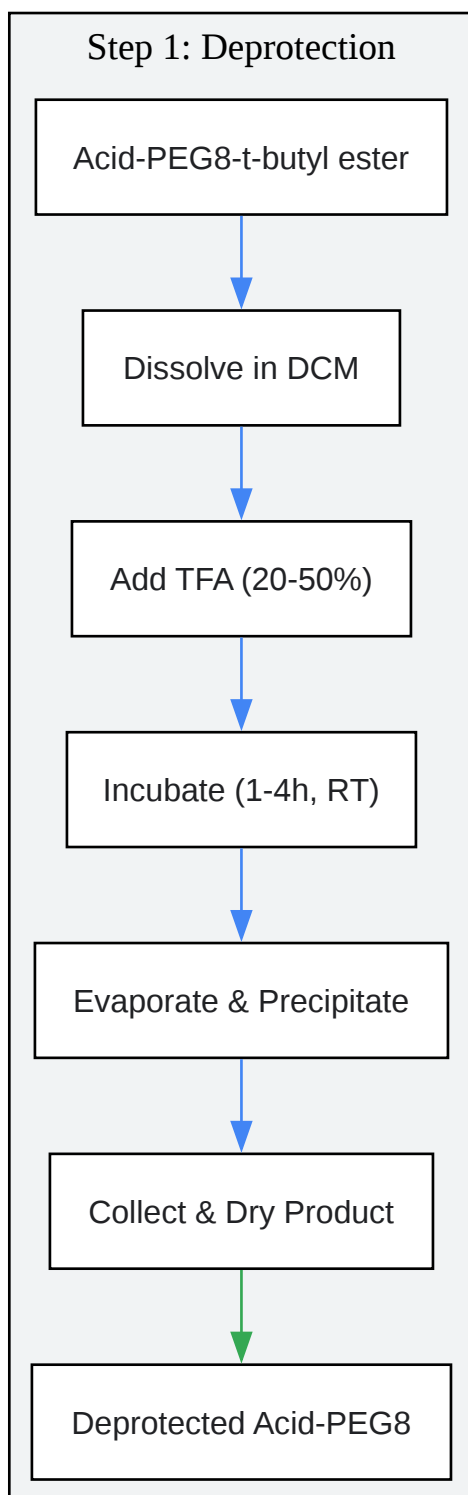 Step 1: Deprotection
Acid-PEG8-t-butyl ester
Dissolve in DCM
Add TFA (20-50%)
Incubate (1-4h, RT)
Evaporate & Precipitate
Collect & Dry Product
Deprotected Acid-PEG8